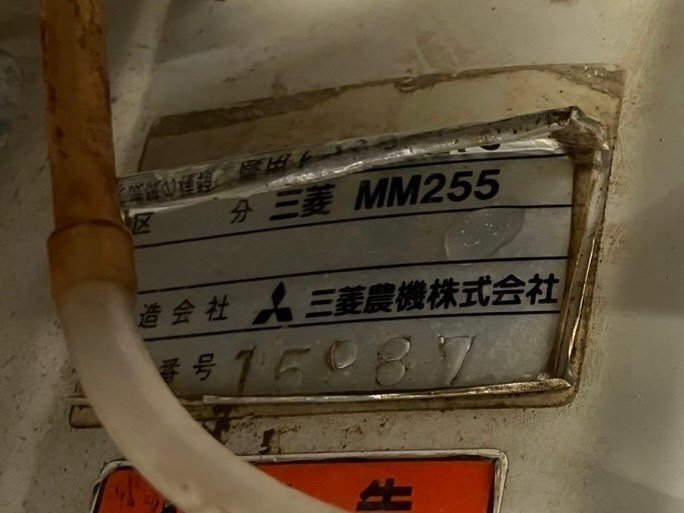 区 分 三菱 MM255
造会社 三菱農機株式会社
番号 15087
告